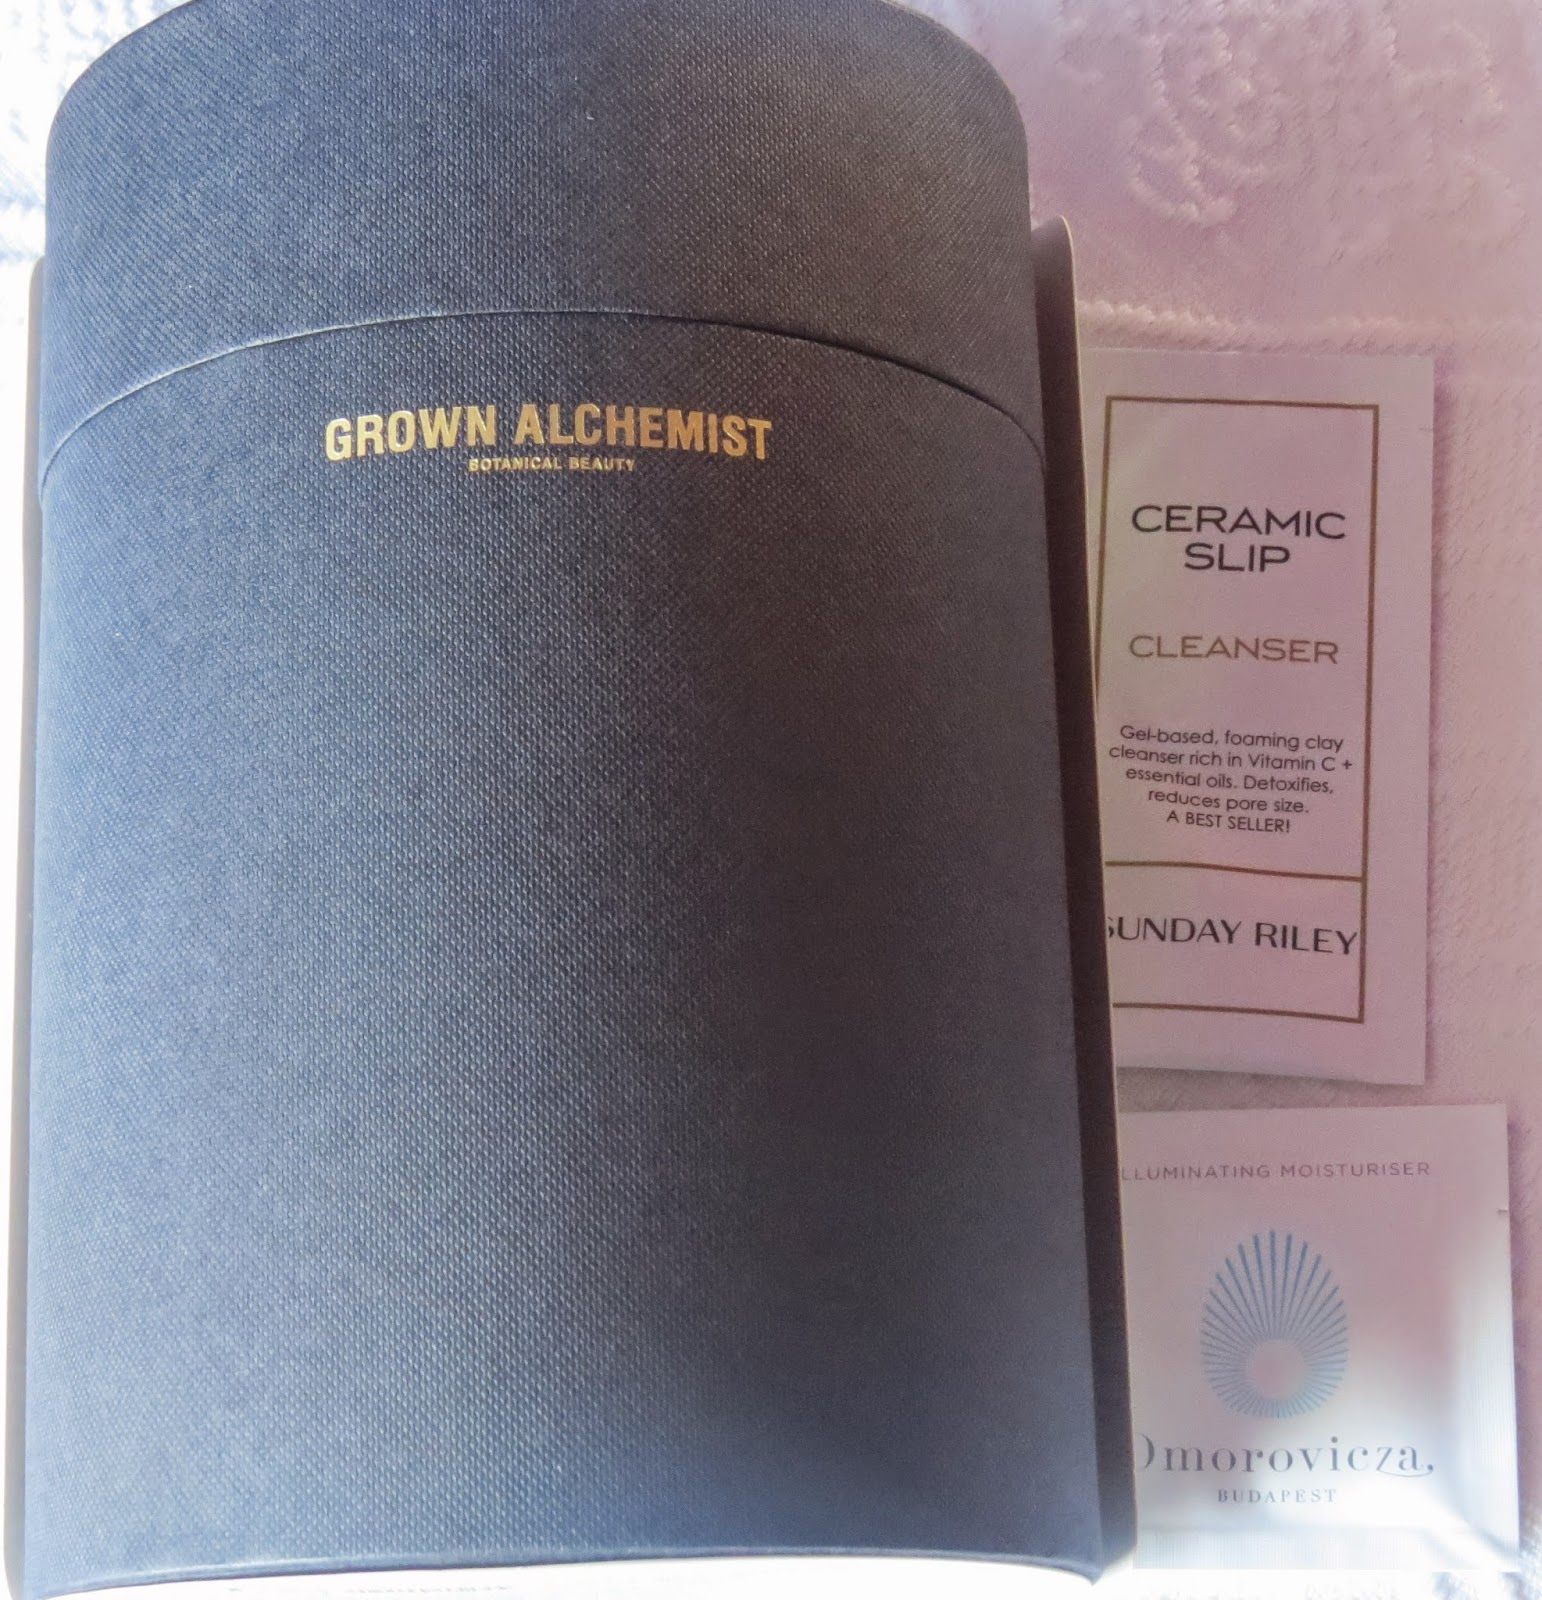 GROWN ALCHEMIST
BOTANICAL BEAUTY
CERAMIC
SLIP
CLEANSER
Gel-based, foaming clay
cleanser rich in Vitamin C +
essential oils. Detoxifies,
reduces pore size.
A BEST SELLER!
SUNDAY RILEY
ILLUMINATING MOISTURISER
Omorovicza
BUDAPEST